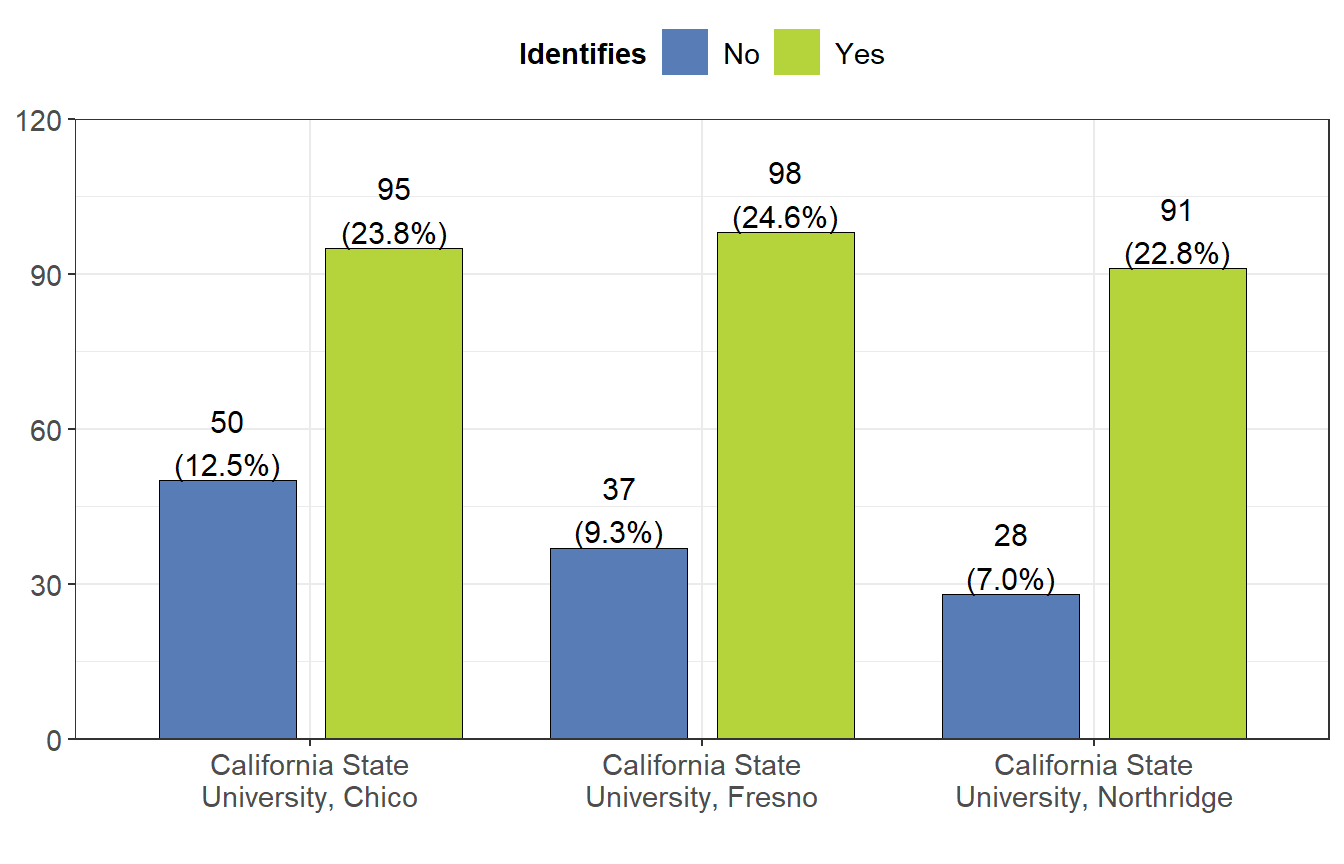 Identifies No Yes
120
90
60
30
0
50
(12.5%)
95
(23.8%)
37
(9.3%)
98
(24.6%)
28
(7.0%)
91
(22.8%)
California State
University, Chico
California State
University, Fresno
California State
University, Northridge